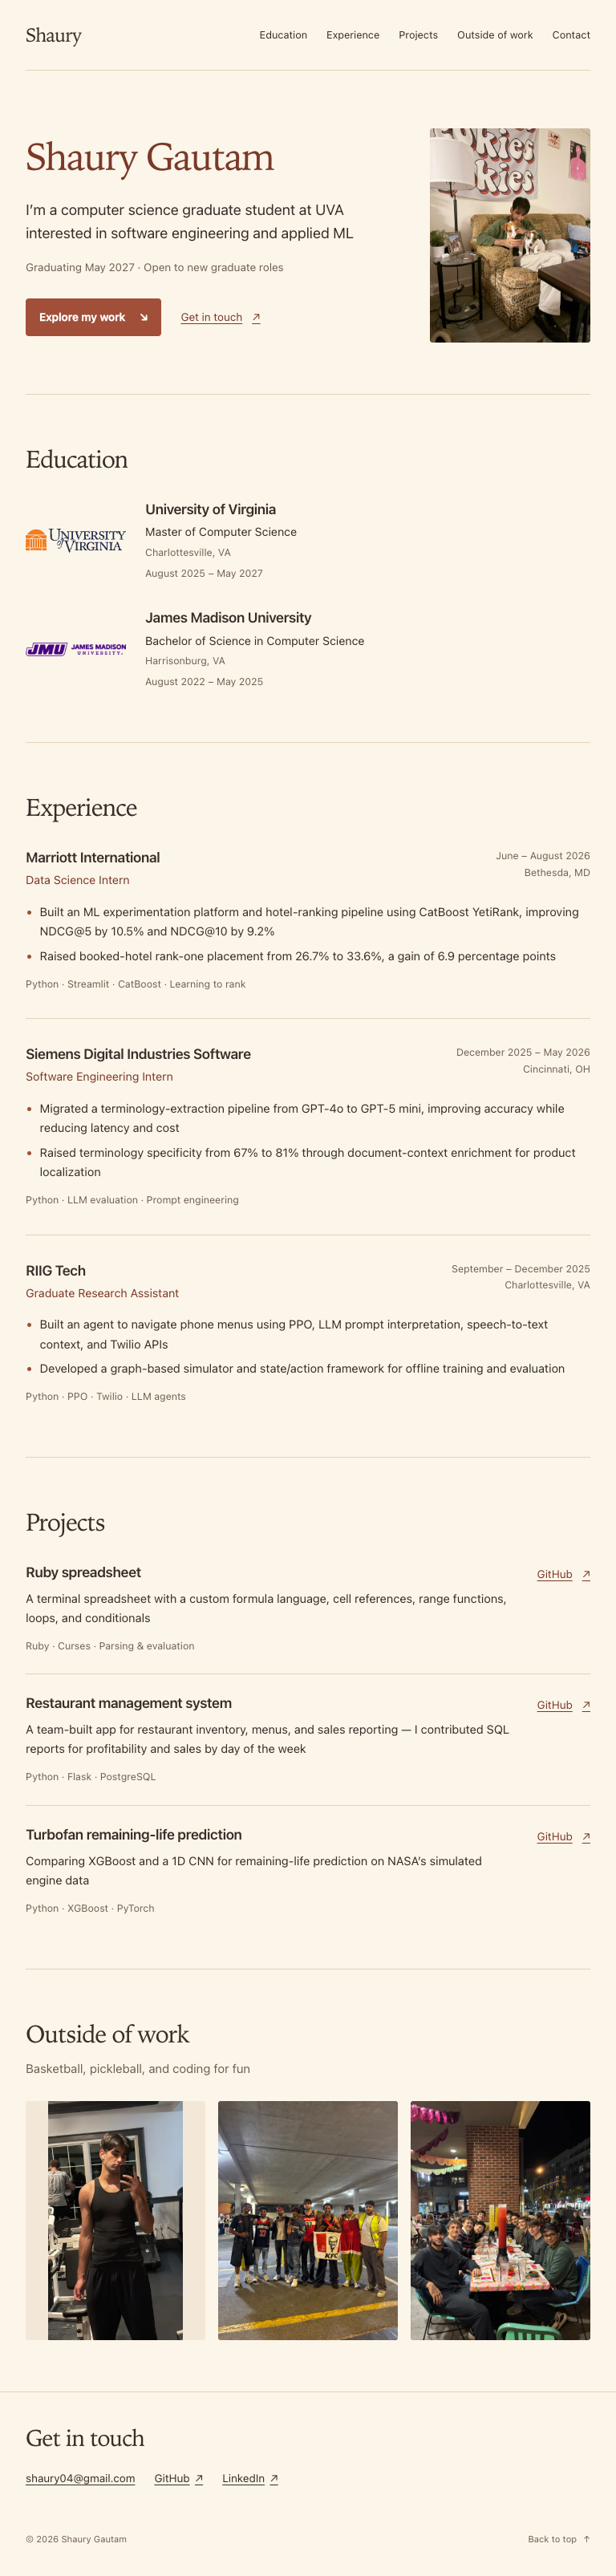 Shaury
Education Experience Projects Outside of work Contact
Shaury Gautam
I’m a computer science graduate student at UVA
interested in software engineering and applied ML
Graduating May 2027 · Open to new graduate roles
Explore my work ↘ Get in touch ↗
kies
kies
Education
UNIVERSITY of VIRGINIA
University of Virginia
Master of Computer Science
Charlottesville, VA
August 2025 – May 2027
JMU JAMES MADISON UNIVERSITY.
James Madison University
Bachelor of Science in Computer Science
Harrisonburg, VA
August 2022 – May 2025
Experience
Marriott International
June – August 2026
Data Science Intern
Bethesda, MD
• Built an ML experimentation platform and hotel-ranking pipeline using CatBoost YetiRank, improving
NDCG@5 by 10.5% and NDCG@10 by 9.2%
• Raised booked-hotel rank-one placement from 26.7% to 33.6%, a gain of 6.9 percentage points
Python · Streamlit · CatBoost · Learning to rank
Siemens Digital Industries Software
December 2025 – May 2026
Software Engineering Intern
Cincinnati, OH
• Migrated a terminology-extraction pipeline from GPT-4o to GPT-5 mini, improving accuracy while
reducing latency and cost
• Raised terminology specificity from 67% to 81% through document-context enrichment for product
localization
Python · LLM evaluation · Prompt engineering
RIIG Tech
September – December 2025
Graduate Research Assistant
Charlottesville, VA
• Built an agent to navigate phone menus using PPO, LLM prompt interpretation, speech-to-text
context, and Twilio APIs
• Developed a graph-based simulator and state/action framework for offline training and evaluation
Python · PPO · Twilio · LLM agents
Projects
Ruby spreadsheet
GitHub ↗
A terminal spreadsheet with a custom formula language, cell references, range functions,
loops, and conditionals
Ruby · Curses · Parsing & evaluation
Restaurant management system
GitHub ↗
A team-built app for restaurant inventory, menus, and sales reporting — I contributed SQL
reports for profitability and sales by day of the week
Python · Flask · PostgreSQL
Turbofan remaining-life prediction
GitHub ↗
Comparing XGBoost and a 1D CNN for remaining-life prediction on NASA’s simulated
engine data
Python · XGBoost · PyTorch
Outside of work
Basketball, pickleball, and coding for fun
KFC
Get in touch
shaury04@gmail.com GitHub ↗ LinkedIn ↗
© 2026 Shaury Gautam
Back to top ↑